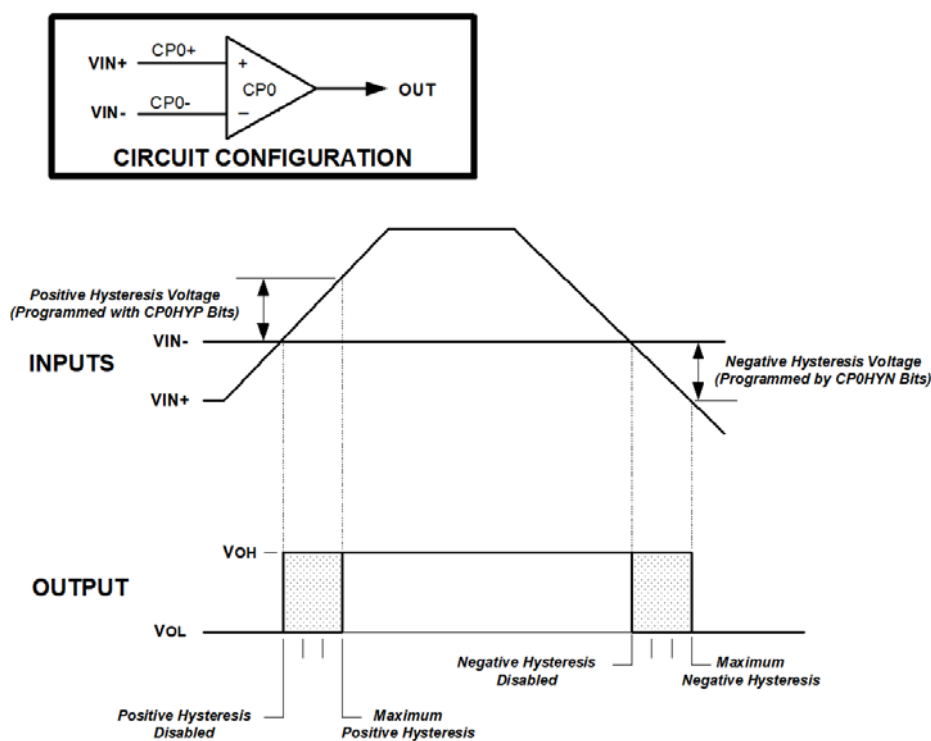 VIN+
CP0+
+
CP0
OUT
VIN-
CP0-
−
CIRCUIT CONFIGURATION
Positive Hysteresis Voltage
(Programmed with CP0HYP Bits)
VIN-
INPUTS
Negative Hysteresis Voltage
(Programmed by CP0HYN Bits)
VIN+
VOH
OUTPUT
VOL
Negative Hysteresis
Disabled
Maximum
Negative Hysteresis
Positive Hysteresis
Disabled
Maximum
Positive Hysteresis